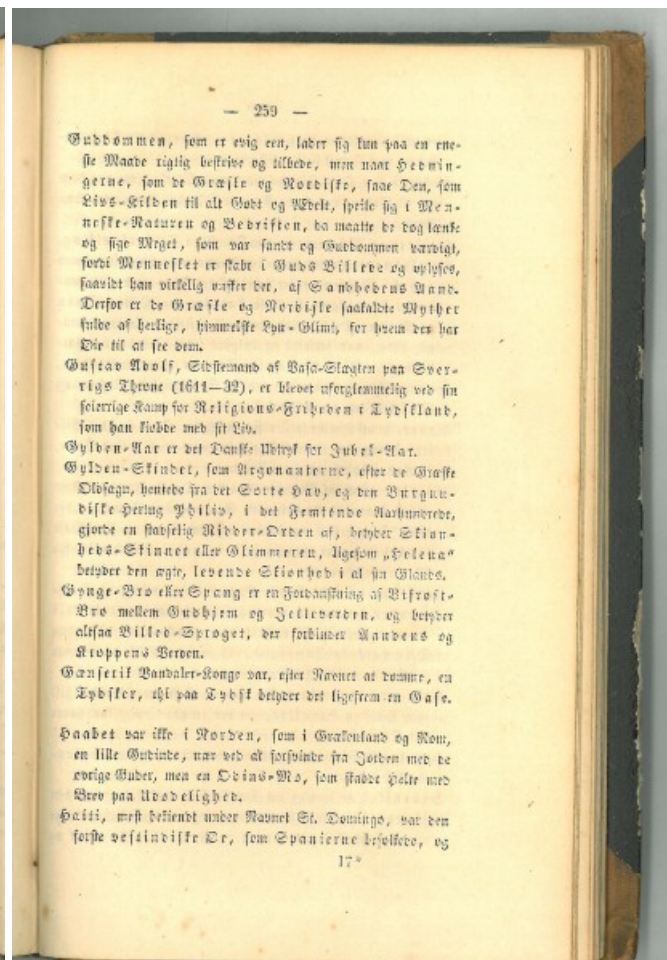 — 259 —
Guddommen, som er evig een, lader sig kun paa en ene-
ste Maade rigtig beskrive og tilbede, men naar Hednin-
gerne, som de Græske og Nordiske, saae Den, som
Livs-Kilden til alt Godt og Ædelt, speile sig i Men-
neske-Naturen og Bedriften, da maatte de dog tænke
og sige Meget, som var sandt og Guddommen værdigt,
fordi Mennesket er skabt i Guds Billede og oplyses,
saavidt han virkelig ønsker det, af Sandhedens Aand.
Derfor er de Græske og Nordiske saakaldte Myther
fulde af herlige, himmelske Lyn-Glimt, for hvem der har
Øie til at see dem.
Gustav Adolf, Sidstemand af Vasa-Slægten paa Sver-
rigs Throne (1611—32), er blevet uforglemmelig ved sin
seierrige Kamp for Religions-Friheden i Tydskland,
som han kiøbde med sit Liv.
Gylden-Aar er det Danske Udtryk for Jubel-Aar.
Gylden-Skindet, som Argonauterne, efter de Græske
Oldsagn, hentede fra det Sorte Hav, og den Burgun-
diske Hertug Philip, i det Femtende Aarhundrede,
gjorde en stadselig Ridder-Orden af, betyder Skiøn-
heds-Skinnet eller Glimmeren, ligesom „Helena“
betyder den ægte, levende Skiønhed i al sin Glands.
Gynge-Bro eller Spang er en Fordanskning af Bifrost-
Bro mellem Gudhjem og Jetteverden, og betyder
altsaa Billed-Sproget, der forbinder Aandens og
Kroppens Verden.
Gænserik Vandaler-Konge var, efter Navnet at dømme, en
Tydsker, thi paa Tydsk betyder det ligefrem en Gase.
Haabet var ikke i Norden, som i Grækenland og Rom,
en lille Gudinde, nær ved at forsvinde fra Jorden med de
øvrige Guder, men en Odins-Mø, som skabde Helte med
Brev paa Udødelighed.
Haiti, mest bekiendt under Navnet St. Domingo, var den
første vestindiske Øe, som Spanierne besøkede, og
17*